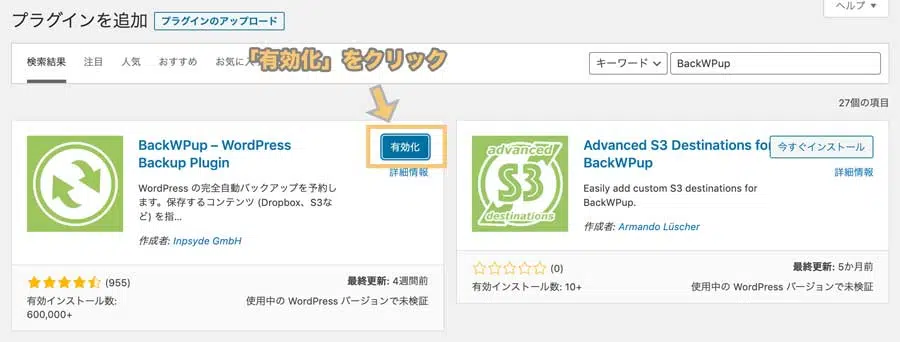 プラグインを追加 プラグインのアップロード
ヘルプ ▼
「有効化」をクリック
検索結果 注目 人気 おすすめ お気に入り
キーワード BackWPup
27個の項目
BackWPup – WordPress
Backup Plugin
有効化
詳細情報
WordPress の完全自動バックアップを予約し
ます。保存するコンテンツ (Dropbox、S3な
ど) を指...
作成者: Inpsyde GmbH
(955)
最終更新: 4週間前
有効インストール数:
600,000+
使用中の WordPress バージョンで未検証
advanced
S3
destinations
Advanced S3 Destinations for
BackWPup
今すぐインストール
詳細情報
Easily add custom S3 destinations for
BackWPup.
作成者: Armando Lüscher
(0)
最終更新: 5か月前
有効インストール数: 10+
使用中の WordPress バージョンで未検証